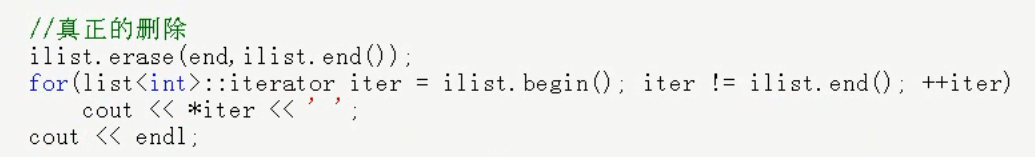 //真正的删除
ilist.erase(end,ilist.end());
for(list<int>::iterator iter = ilist.begin(); iter != ilist.end(); ++iter)
    cout << *iter << ' ';
cout << endl;